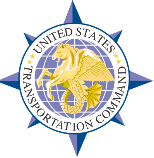 UNITED STATES
TRANSPORTATION COMMAND